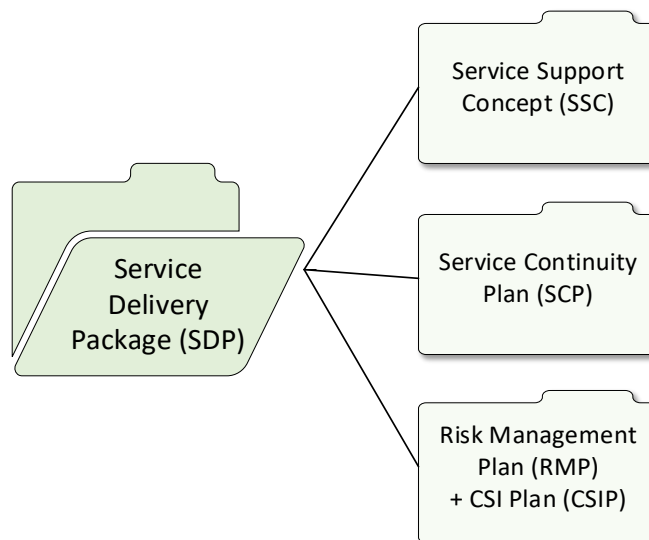 Service
Delivery
Package (SDP)
Service Support
Concept (SSC)
Service Continuity
Plan (SCP)
Risk Management
Plan (RMP)
+ CSI Plan (CSIP)